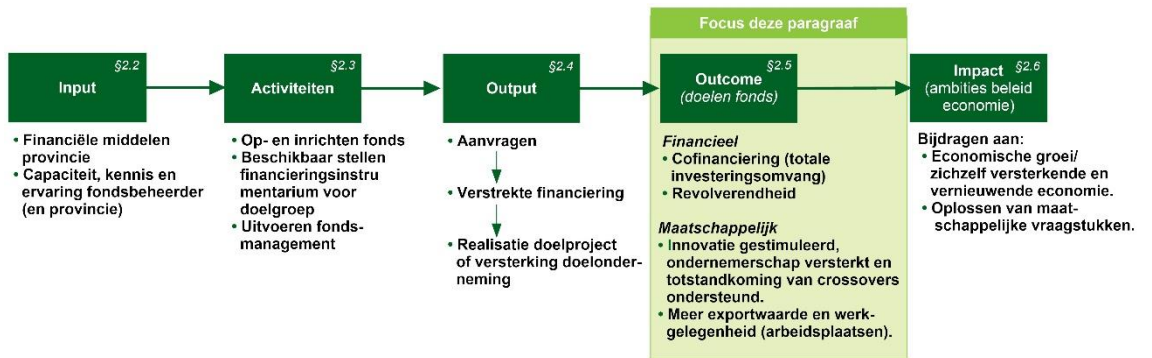 Focus deze paragraaf
§2.2
Input
• Financiële middelen
provincie
• Capaciteit, kennis en
ervaring fondsbeheerder
(en provincie)
§2.3
Activiteiten
• Op- en inrichten fonds
• Beschikbaar stellen
financieringsinstru
mentarium voor
doelgroep
• Uitvoeren fonds-
management
§2.4
Output
• Aanvragen
• Verstrekte financiering
• Realisatie doelproject
of versterking doelonder-
neming
§2.5
Outcome
(doelen fonds)
Financieel
• Cofinanciering (totale
investeringsomvang)
• Revolverendheid
Maatschappelijk
• Innovatie gestimuleerd,
ondernemerschap versterkt en
totstandkoming van crossovers
ondersteund.
• Meer exportwaarde en werk-
gelegenheid (arbeidsplaatsen).
§2.6
Impact
(ambities beleid
economie)
Bijdragen aan:
• Economische groei/
zichzelf versterkende en
vernieuwende economie.
• Oplossen van maat-
schappelijke vraagstukken.